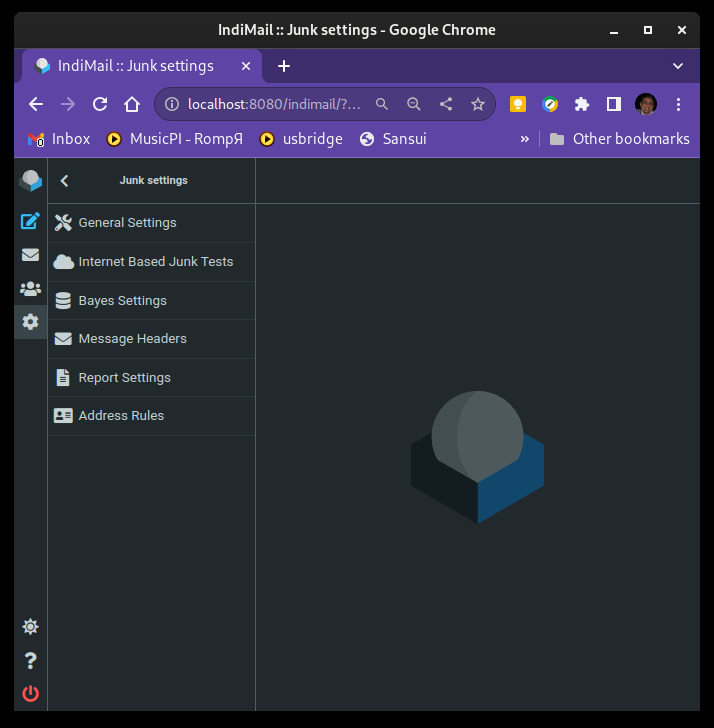 IndiMail :: Junk settings - Google Chrome
IndiMail :: Junk settings
localhost:8080/indimail/?...
Inbox MusicPI - RompЯ usbridge Sansui » Other bookmarks
Junk settings
General Settings
Internet Based Junk Tests
Bayes Settings
Message Headers
Report Settings
Address Rules